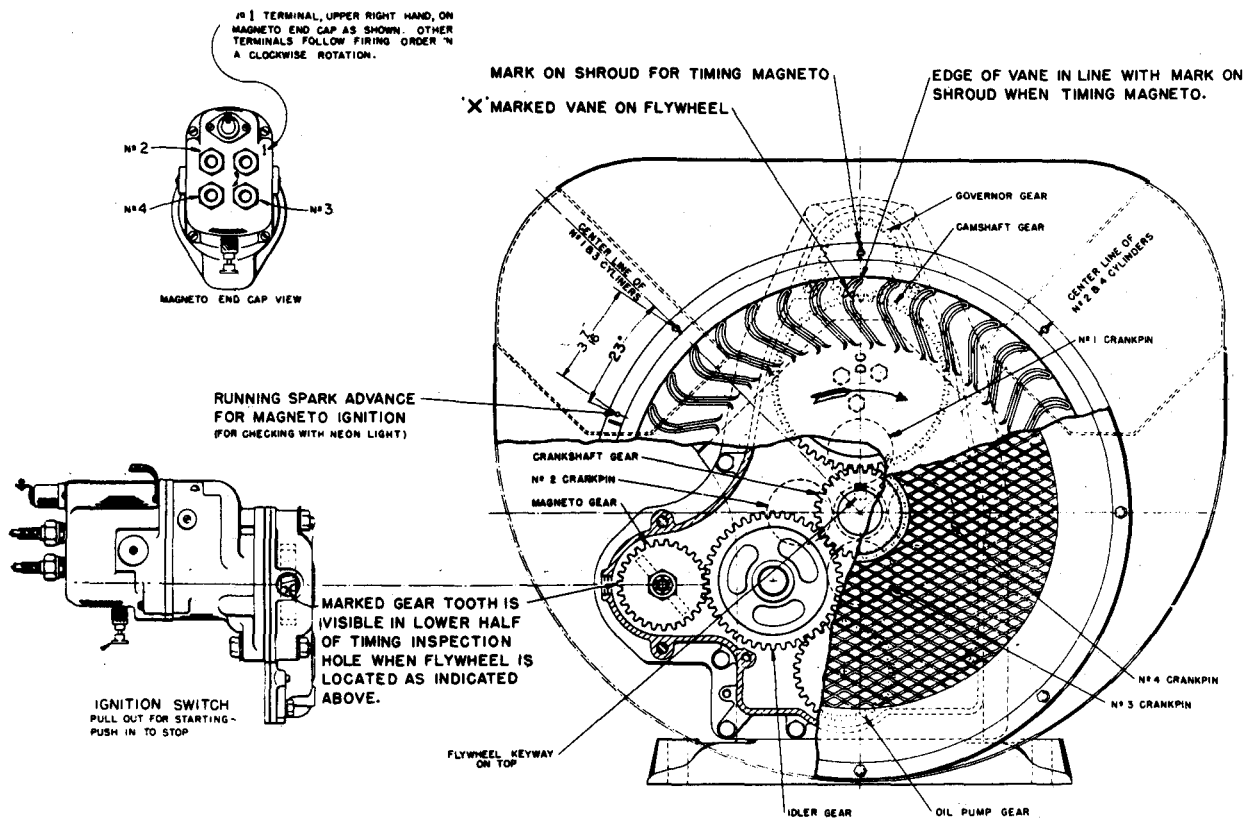 Nº 1 TERMINAL, UPPER RIGHT HAND, ON
MAGNETO END CAP AS SHOWN. OTHER
TERMINALS FOLLOW FIRING ORDER IN
A CLOCKWISE ROTATION.
Nº 2
1
Nº 4
Nº 3
MAGNETO END CAP VIEW
MARK ON SHROUD FOR TIMING MAGNETO
'X' MARKED VANE ON FLYWHEEL
EDGE OF VANE IN LINE WITH MARK ON
SHROUD WHEN TIMING MAGNETO.
GOVERNOR GEAR
CAMSHAFT GEAR
CENTER LINE OF
Nº 1 & 3 CYLINERS
CENTER LINE OF
Nº 2 & 4 CYLINDERS
23°
Nº 1 CRANKPIN
DC
RUNNING SPARK ADVANCE
FOR MAGNETO IGNITION
(FOR CHECKING WITH NEON LIGHT)
CRANKSHAFT GEAR
Nº 2 CRANKPIN
MAGNETO GEAR
MARKED GEAR TOOTH IS
VISIBLE IN LOWER HALF
OF TIMING INSPECTION
HOLE WHEN FLYWHEEL IS
LOCATED AS INDICATED
ABOVE.
IGNITION SWITCH
PULL OUT FOR STARTING-
PUSH IN TO STOP
Nº 4 CRANKPIN
Nº 3 CRANKPIN
FLYWHEEL KEYWAY
ON TOP
IDLER GEAR
OIL PUMP GEAR